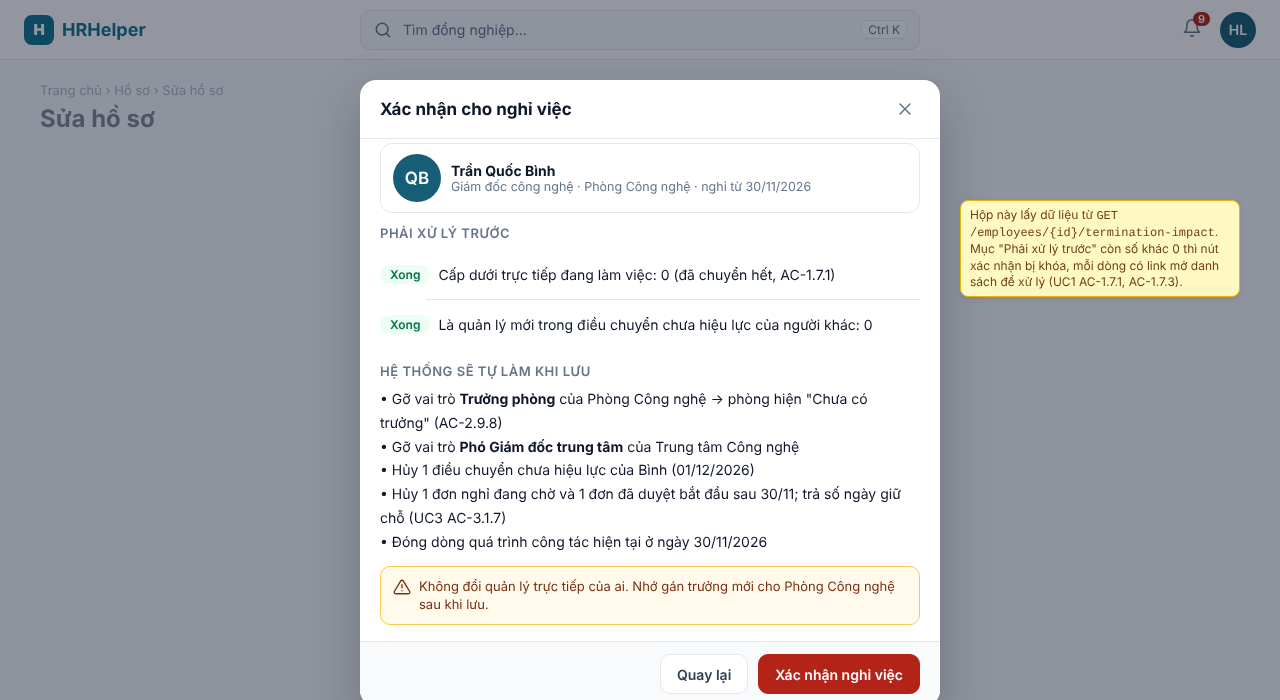 H HRHelper
Tìm đồng nghiệp...
Ctrl K
9
HL
Trang chủ › Hồ sơ › Sửa hồ sơ
Sửa hồ sơ
Xác nhận cho nghỉ việc
QB
Trần Quốc Bình
Giám đốc công nghệ · Phòng Công nghệ · nghỉ từ 30/11/2026
PHẢI XỬ LÝ TRƯỚC
Xong Cấp dưới trực tiếp đang làm việc: 0 (đã chuyển hết, AC-1.7.1)
Xong Là quản lý mới trong điều chuyển chưa hiệu lực của người khác: 0
HỆ THỐNG SẼ TỰ LÀM KHI LƯU
• Gỡ vai trò Trưởng phòng của Phòng Công nghệ → phòng hiện "Chưa có
trưởng" (AC-2.9.8)
• Gỡ vai trò Phó Giám đốc trung tâm của Trung tâm Công nghệ
• Hủy 1 điều chuyển chưa hiệu lực của Bình (01/12/2026)
• Hủy 1 đơn nghỉ đang chờ và 1 đơn đã duyệt bắt đầu sau 30/11; trả số ngày giữ
chỗ (UC3 AC-3.1.7)
• Đóng dòng quá trình công tác hiện tại ở ngày 30/11/2026
Không đổi quản lý trực tiếp của ai. Nhớ gán trưởng mới cho Phòng Công nghệ
sau khi lưu.
Quay lại
Xác nhận nghỉ việc
Hộp này lấy dữ liệu từ GET
/employees/{id}/termination-impact.
Mục "Phải xử lý trước" còn số khác 0 thì nút
xác nhận bị khóa, mỗi dòng có link mở danh
sách để xử lý (UC1 AC-1.7.1, AC-1.7.3).